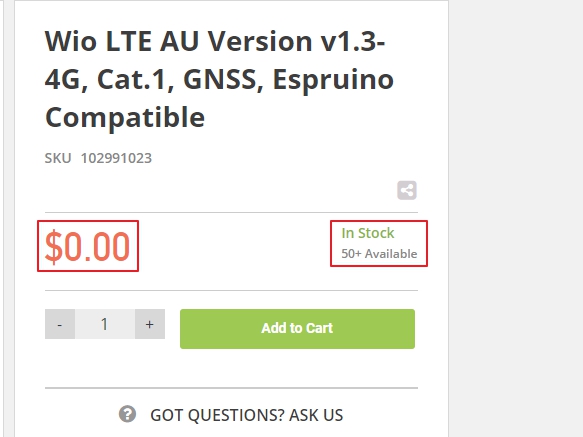 Wio LTE AU Version v1.3-
4G, Cat.1, GNSS, Espruino
Compatible
SKU 102991023
$0.00
In Stock
50+ Available
- 1 +
Add to Cart
? GOT QUESTIONS? ASK US